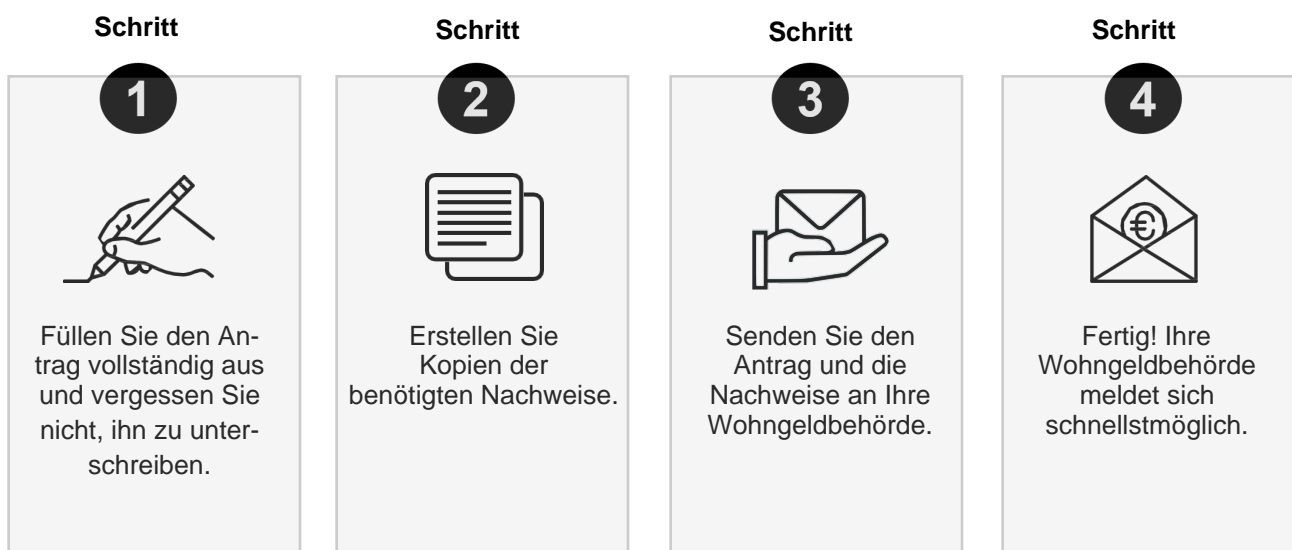 Schritt
1
Füllen Sie den An-
trag vollständig aus
und vergessen Sie
nicht, ihn zu unter-
schreiben.
Schritt
2
Erstellen Sie
Kopien der
benötigten Nachweise.
Schritt
3
Senden Sie den
Antrag und die
Nachweise an Ihre
Wohngeldbehörde.
Schritt
4
€
Fertig! Ihre
Wohngeldbehörde
meldet sich
schnellstmöglich.